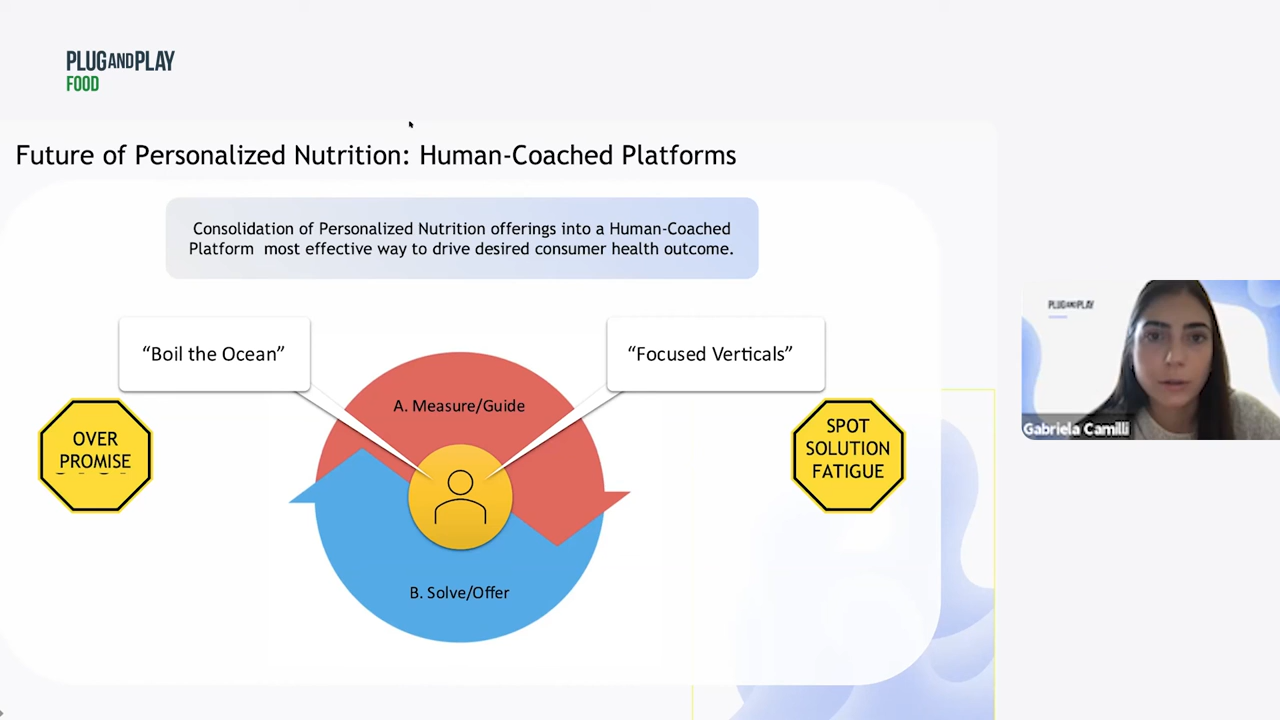 PLUGANDPLAY
FOOD
Future of Personalized Nutrition: Human-Coached Platforms
Consolidation of Personalized Nutrition offerings into a Human-Coached
Platform most effective way to drive desired consumer health outcome.
“Boil the Ocean”
“Focused Verticals”
A. Measure/Guide
OVER
PROMISE
SPOT
SOLUTION
FATIGUE
B. Solve/Offer
PLUGANDPLAY
Gabriela Camilli